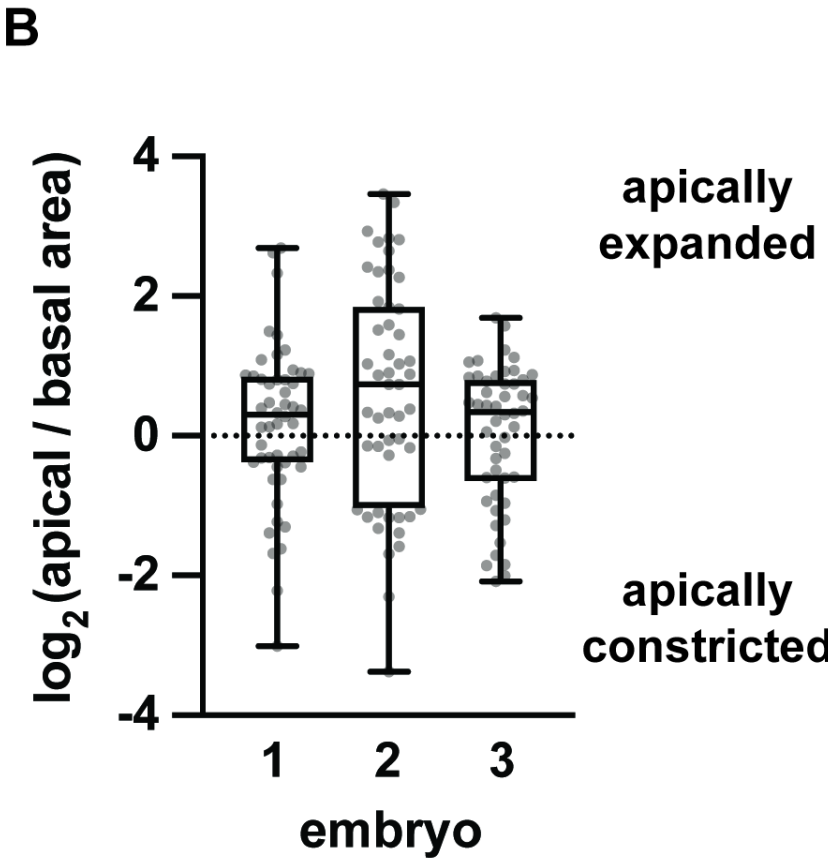 B
log2(apical / basal area)
4
2
0
-2
-4
apically
expanded
apically
constricted
1
2
3
embryo